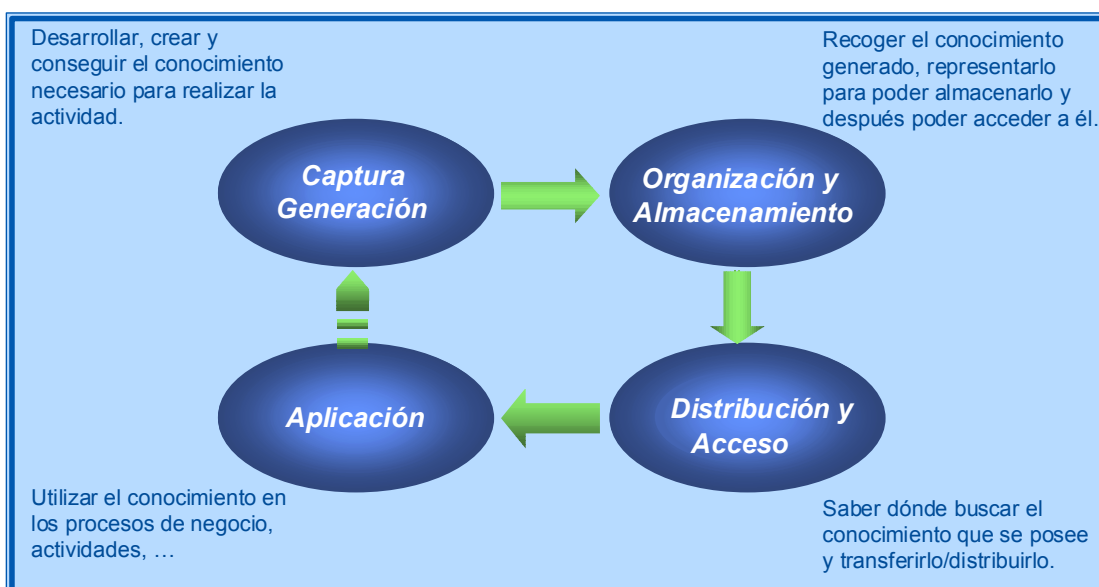 Desarrollar, crear y
conseguir el conocimiento
necesario para realizar la
actividad.
Recoger el conocimiento
generado, representarlo
para poder almacenarlo y
después poder acceder a él.
Captura
Generación
Organización y
Almacenamiento
Aplicación
Distribución y
Acceso
Utilizar el conocimiento en
los procesos de negocio,
actividades, …
Saber dónde buscar el
conocimiento que se posee
y transferirlo/distribuirlo.